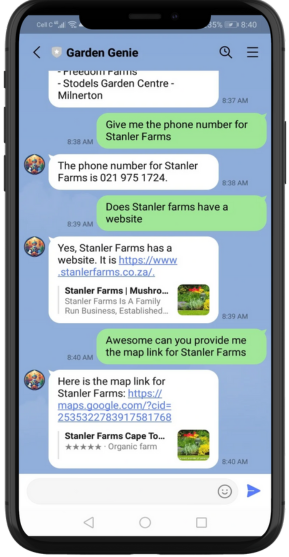 Cell C
35% 8:40
Garden Genie
- Freedom Farms
- Stodels Garden Centre -
Milnerton
8:37 AM
Give me the phone number for
Stanler Farms
8:38 AM
The phone number for Stanler
Farms is 021 975 1724.
8:38 AM
Does Stanler farms have a
website
8:39 AM
Yes, Stanler Farms has a
website. It is https://www
.stanlerfarms.co.za/.
Stanler Farms | Mushro...
Stanler Farms Is A Family
Run Business, Established...
8:39 AM
Awesome can you provide me
the map link for Stanler Farms
8:40 AM
Here is the map link for
Stanler Farms: https://
maps.google.com/?cid=
2535322783917581768
Stanler Farms Cape To...
★★★★★ · Organic farm
8:40 AM